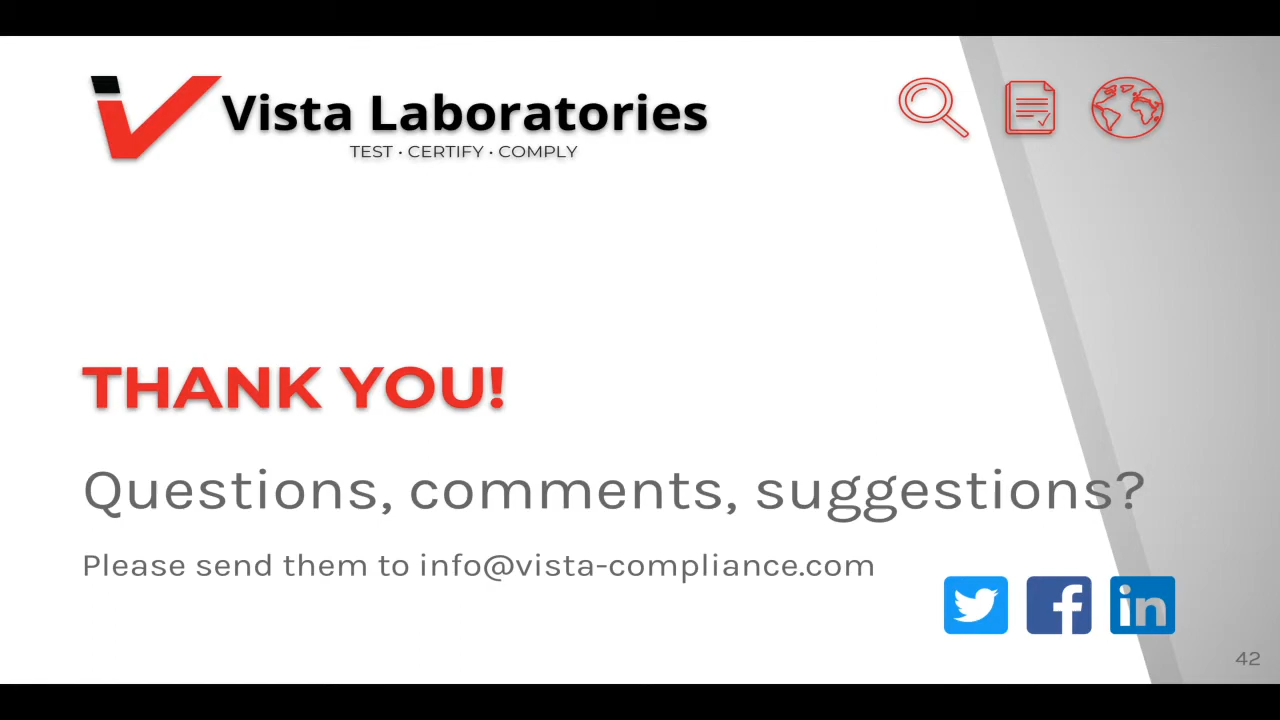 Vista Laboratories
TEST · CERTIFY · COMPLY
THANK YOU!
Questions, comments, suggestions?
Please send them to info@vista-compliance.com
in
42